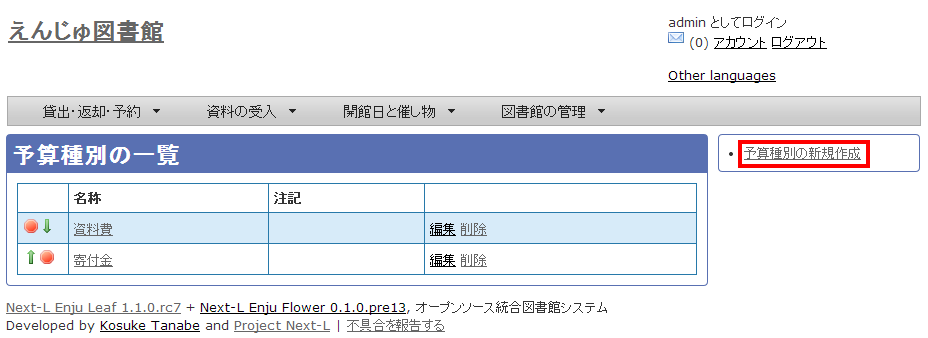 えんじゅ図書館
admin としてログイン
(0) アカウント ログアウト
Other languages
貸出・返却・予約 資料の受入 開館日と催し物 図書館の管理
予算種別の一覧
名称 注記
資料費 編集 削除
寄付金 編集 削除
• 予算種別の新規作成
Next-L Enju Leaf 1.1.0.rc7 + Next-L Enju Flower 0.1.0.pre13, オープンソース統合図書館システム
Developed by Kosuke Tanabe and Project Next-L | 不具合を報告する